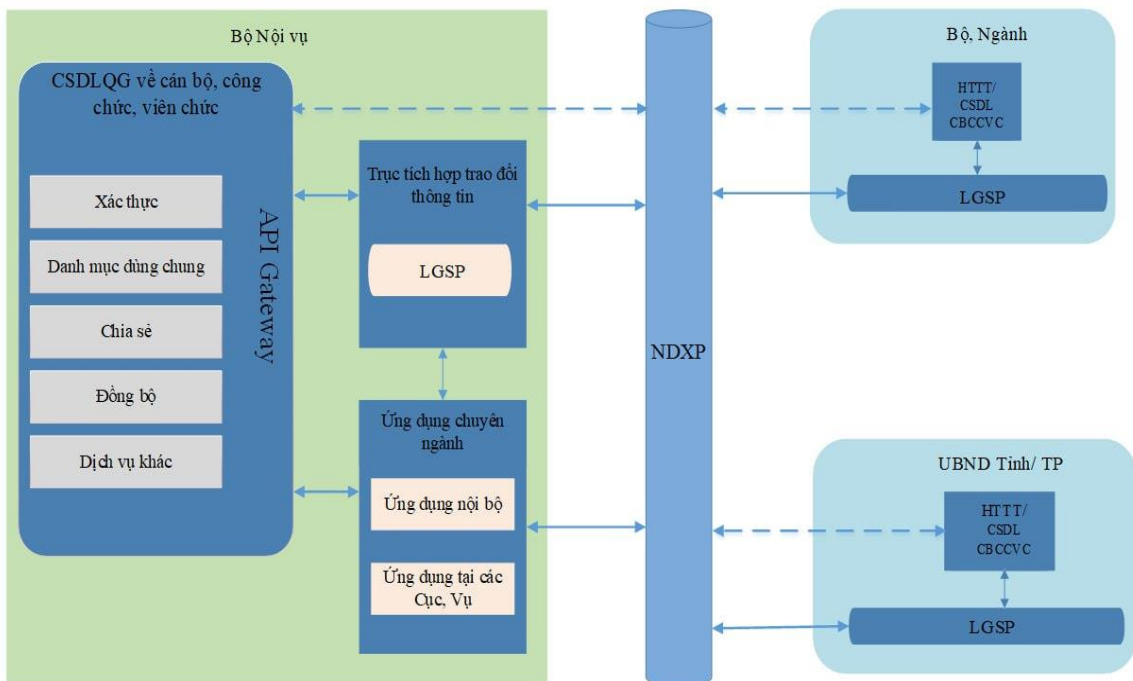 Bộ Nội vụ
CSDLQG về cán bộ, công
chức, viên chức
Xác thực
Danh mục dùng chung
Chia sẻ
Đồng bộ
Dịch vụ khác
API Gateway
Trục tích hợp trao đổi
thông tin
LGSP
Ứng dụng chuyên
ngành
Ứng dụng nội bộ
Ứng dụng tại các
Cục, Vụ
NDXP
Bộ, Ngành
HTTT/
CSDL
CBCCVC
LGSP
UBND Tỉnh/ TP
HTTT/
CSDL
CBCCVC
LGSP